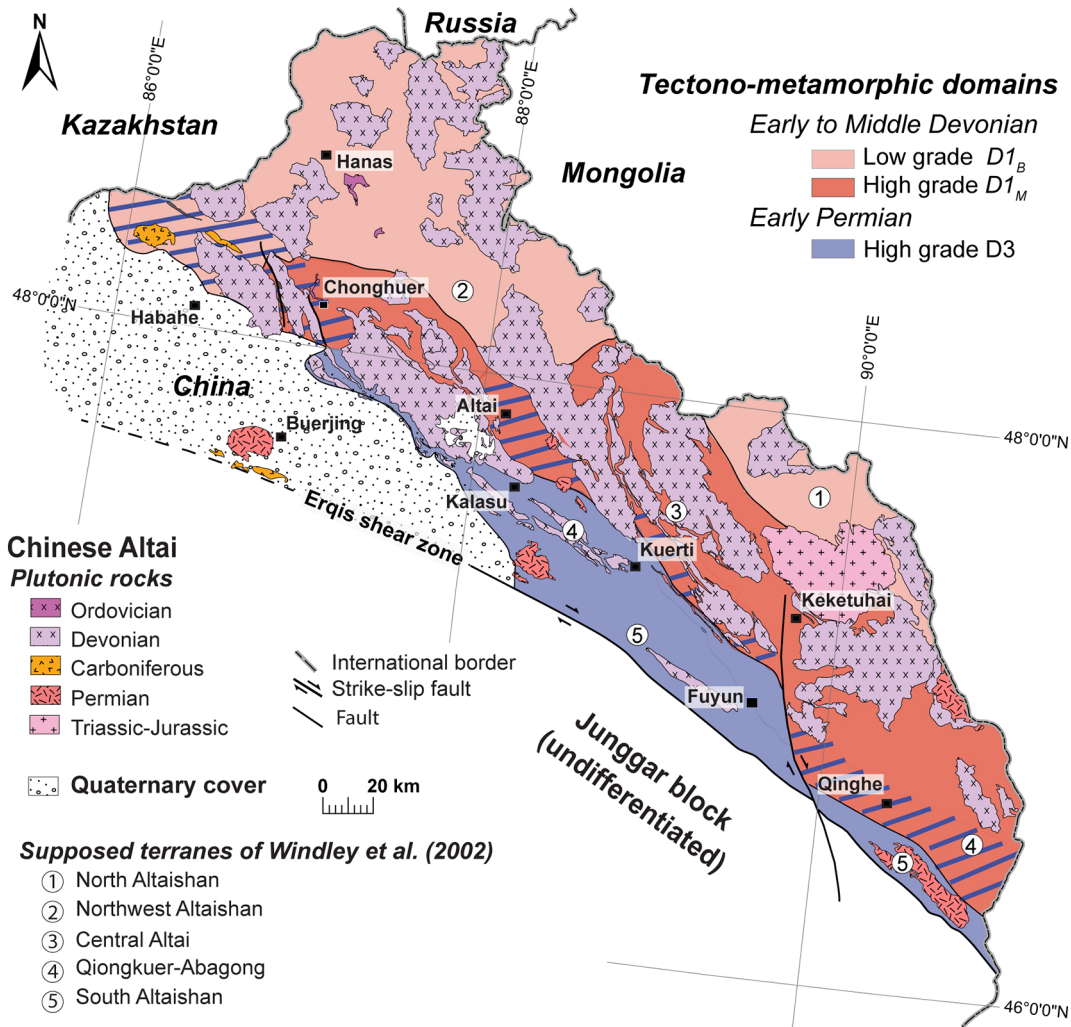 N
Russia
86°0'0"E
88°0'0"E
Kazakhstan
Mongolia
Hanas
Tectono-metamorphic domains
Early to Middle Devonian
Low grade D1B
High grade D1M
Early Permian
High grade D3
Chonghuer
2
48°0'0"N
Habahe
90°0'0"E
China
Altai
Buerjing
48°0'0"N
1
Kalasu
3
Erqis shear zone
4
Kuerti
Keketuhai
5
Fuyun
Junggar block
(undifferentiated)
Qinghe
4
5
46°0'0"N
Chinese Altai
Plutonic rocks
Ordovician
Devonian
Carboniferous
Permian
Triassic-Jurassic
International border
Strike-slip fault
Fault
Quaternary cover
0 20 km
Supposed terranes of Windley et al. (2002)
1 North Altaishan
2 Northwest Altaishan
3 Central Altai
4 Qiongkuer-Abagong
5 South Altaishan